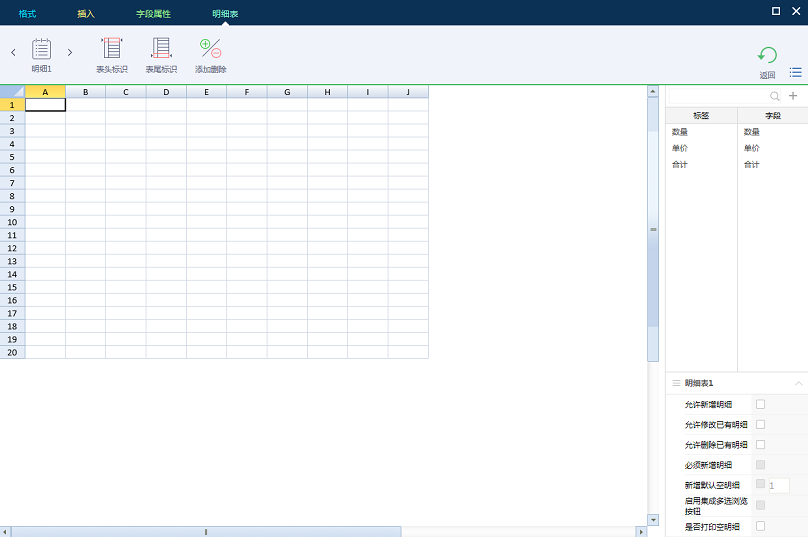 格式 插入 字段属性 明细表
明细1 表头标识 表尾标识 添加删除 返回
A B C D E F G H I J
1
2
3
4
5
6
7
8
9
10
11
12
13
14
15
16
17
18
19
20
标签 字段
数量 数量
单价 单价
合计 合计
明细表1
允许新增明细
允许修改已有明细
允许删除已有明细
必须新增明细
新增默认空明细 1
启用集成多选浏览
按钮
是否打印空明细